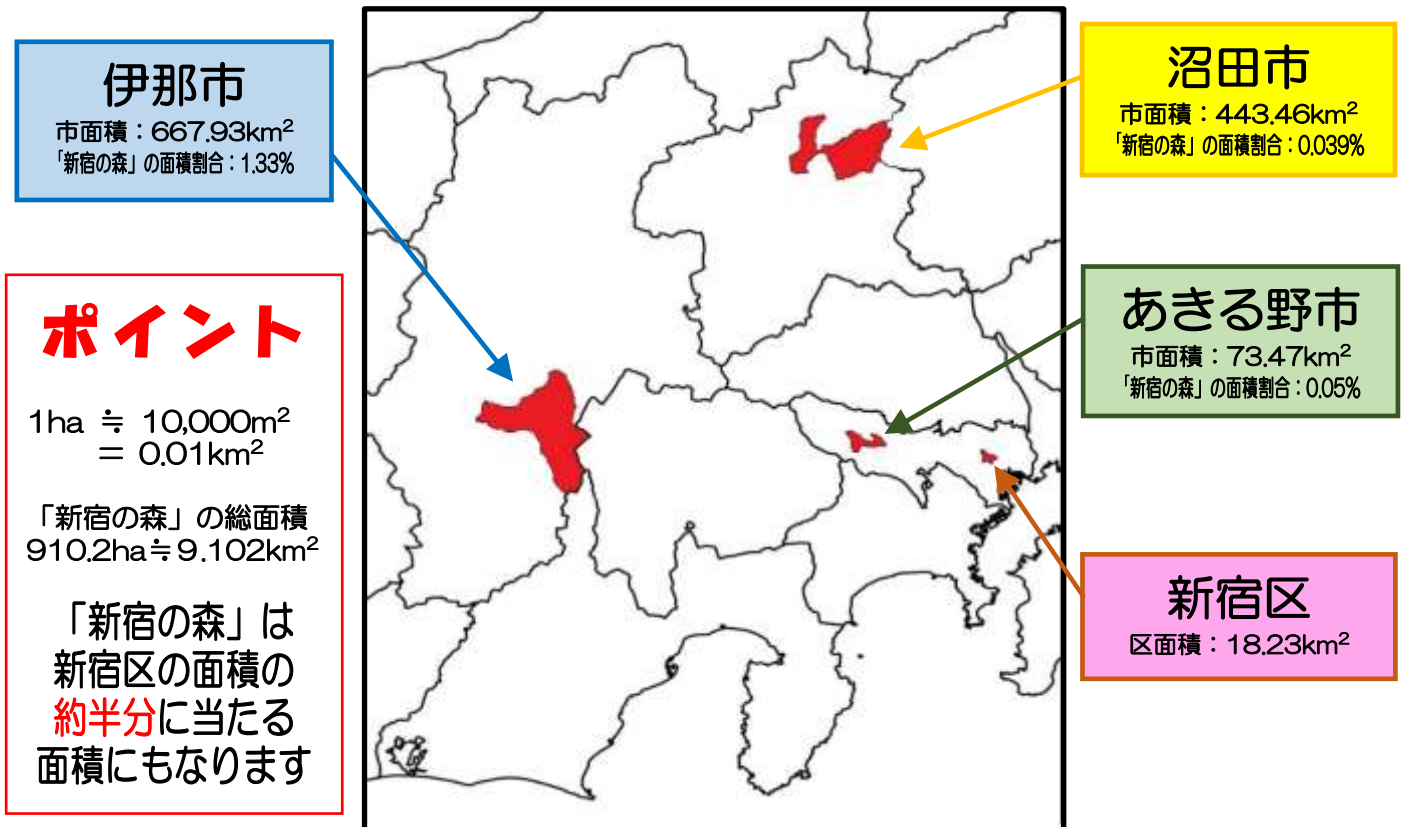 伊那市
市面積：667.93km²
「新宿の森」の面積割合：1.33%
沼田市
市面積：443.46km²
「新宿の森」の面積割合：0.039%
ポイント
1ha ≒ 10,000m²
= 0.01km²
「新宿の森」の総面積
910.2ha≒9.102km²
「新宿の森」は
新宿区の面積の
約半分に当たる
面積にもなります
あきる野市
市面積：73.47km²
「新宿の森」の面積割合：0.05%
新宿区
区面積：18.23km²